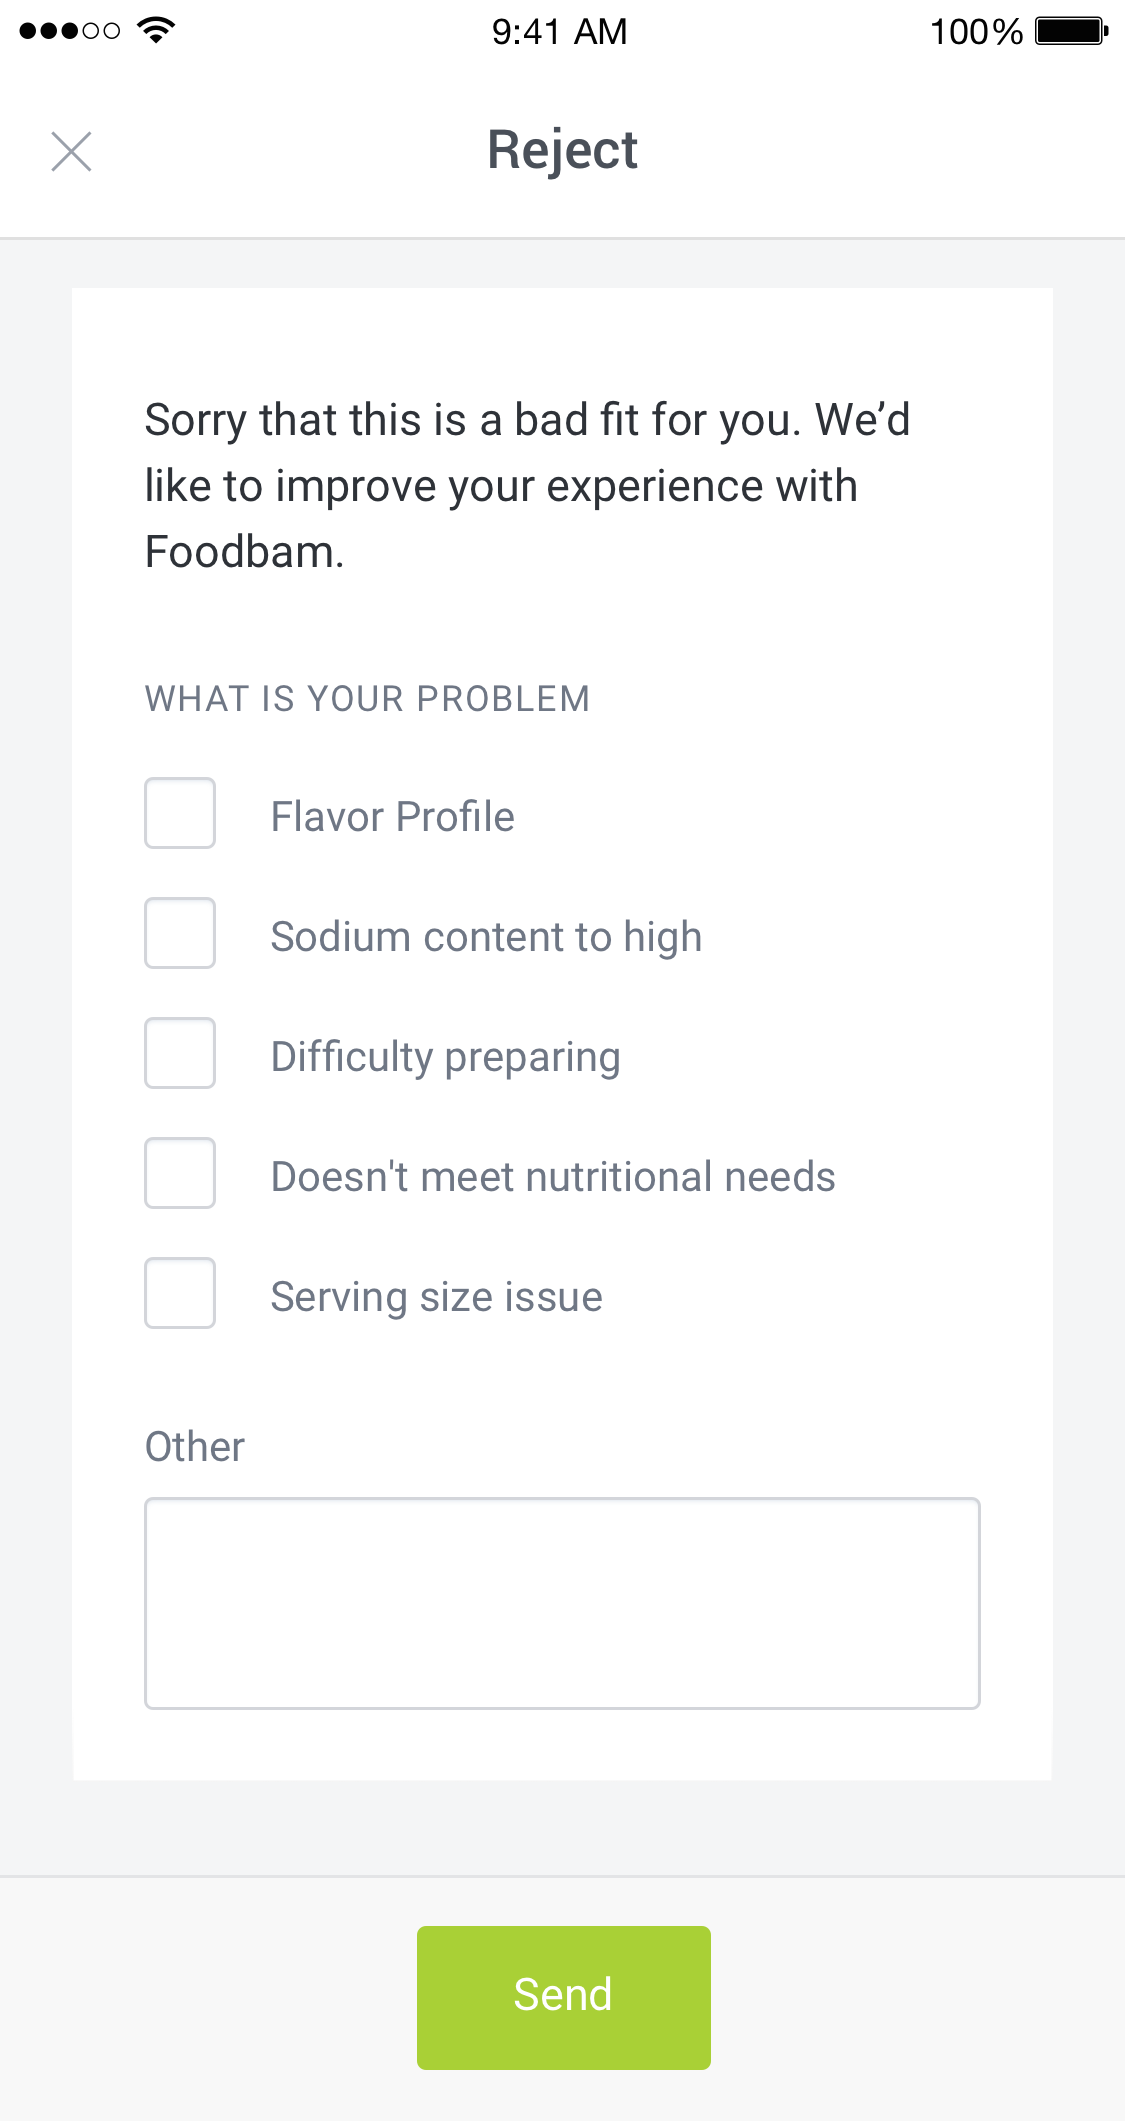 9:41 AM
100%
Reject
Sorry that this is a bad fit for you. We’d
like to improve your experience with
Foodbam.
WHAT IS YOUR PROBLEM
Flavor Profile
Sodium content to high
Difficulty preparing
Doesn't meet nutritional needs
Serving size issue
Other
Send